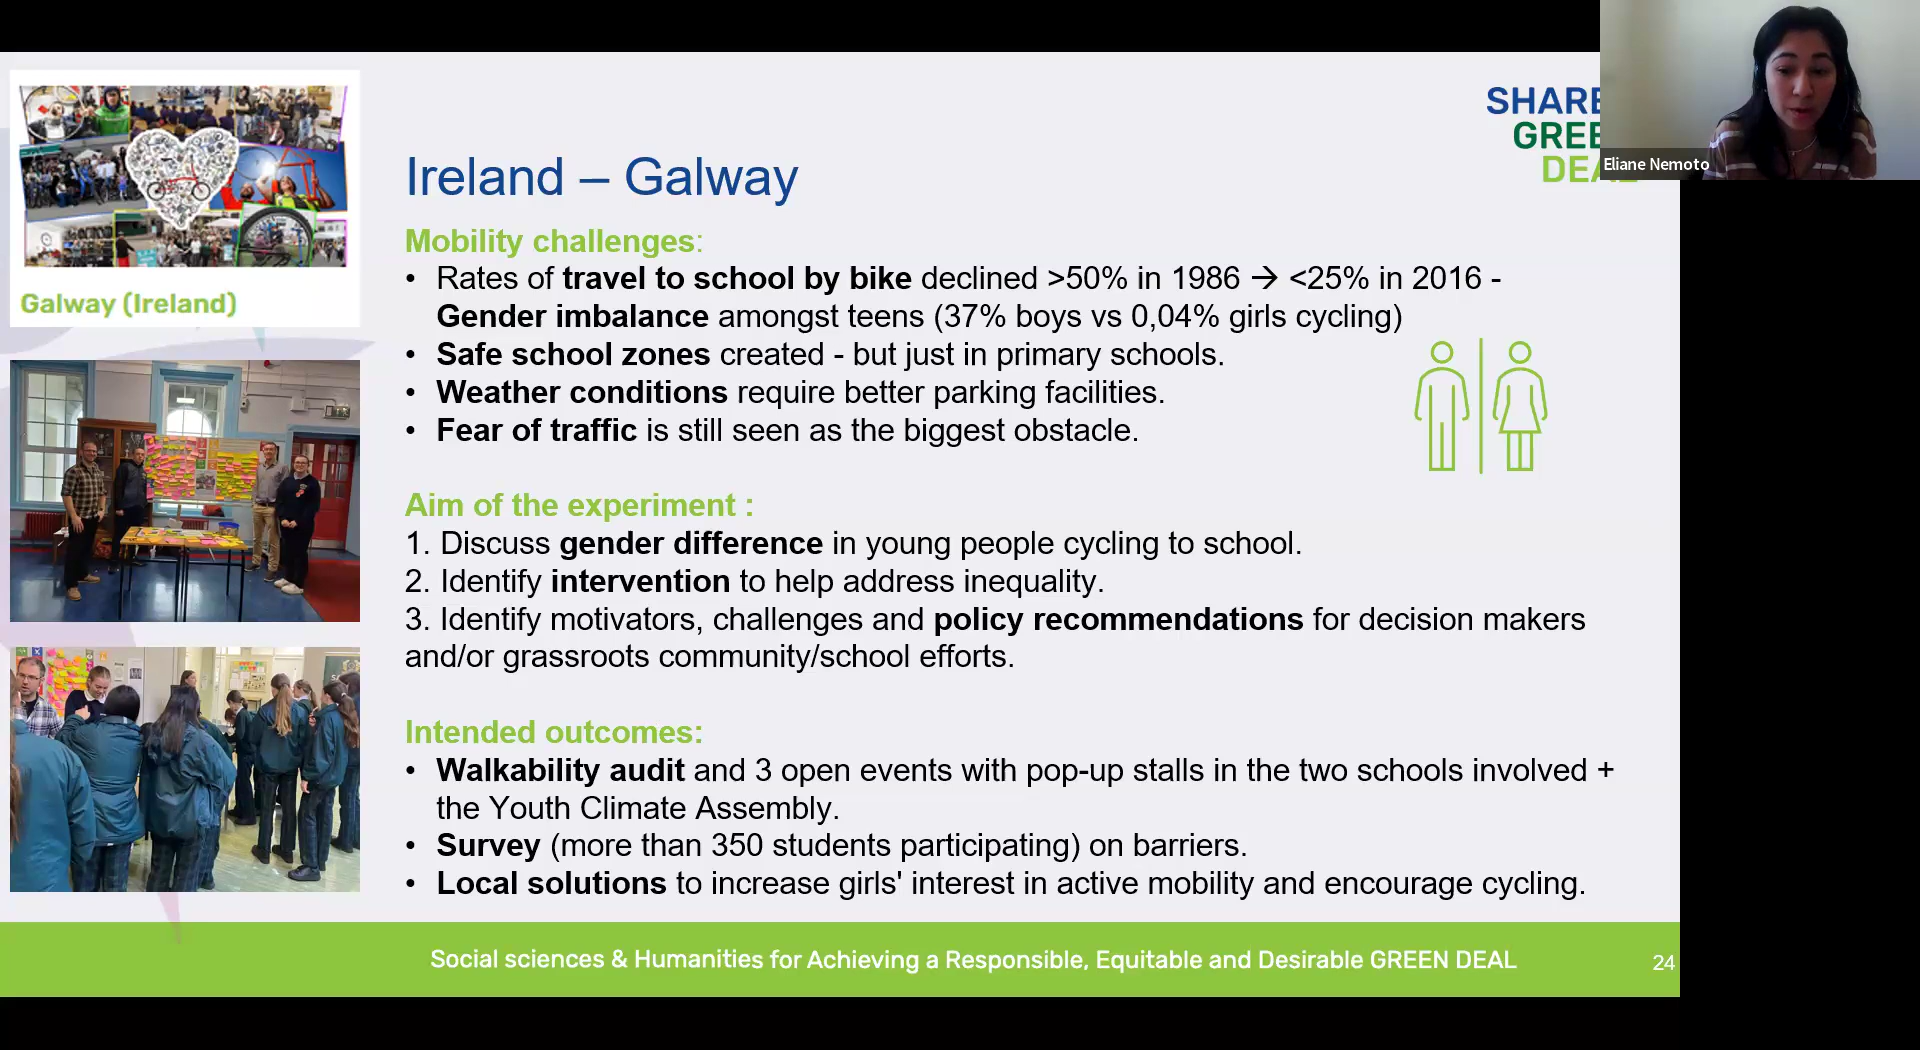 SHARE
GREE
DEAL
Eliane Nemoto
Galway (Ireland)
Ireland – Galway
Mobility challenges:
• Rates of travel to school by bike declined >50% in 1986 → <25% in 2016 -
Gender imbalance amongst teens (37% boys vs 0,04% girls cycling)
• Safe school zones created - but just in primary schools.
• Weather conditions require better parking facilities.
• Fear of traffic is still seen as the biggest obstacle.
Aim of the experiment :
1. Discuss gender difference in young people cycling to school.
2. Identify intervention to help address inequality.
3. Identify motivators, challenges and policy recommendations for decision makers
and/or grassroots community/school efforts.
Intended outcomes:
• Walkability audit and 3 open events with pop-up stalls in the two schools involved +
the Youth Climate Assembly.
• Survey (more than 350 students participating) on barriers.
• Local solutions to increase girls' interest in active mobility and encourage cycling.
Social sciences & Humanities for Achieving a Responsible, Equitable and Desirable GREEN DEAL
24